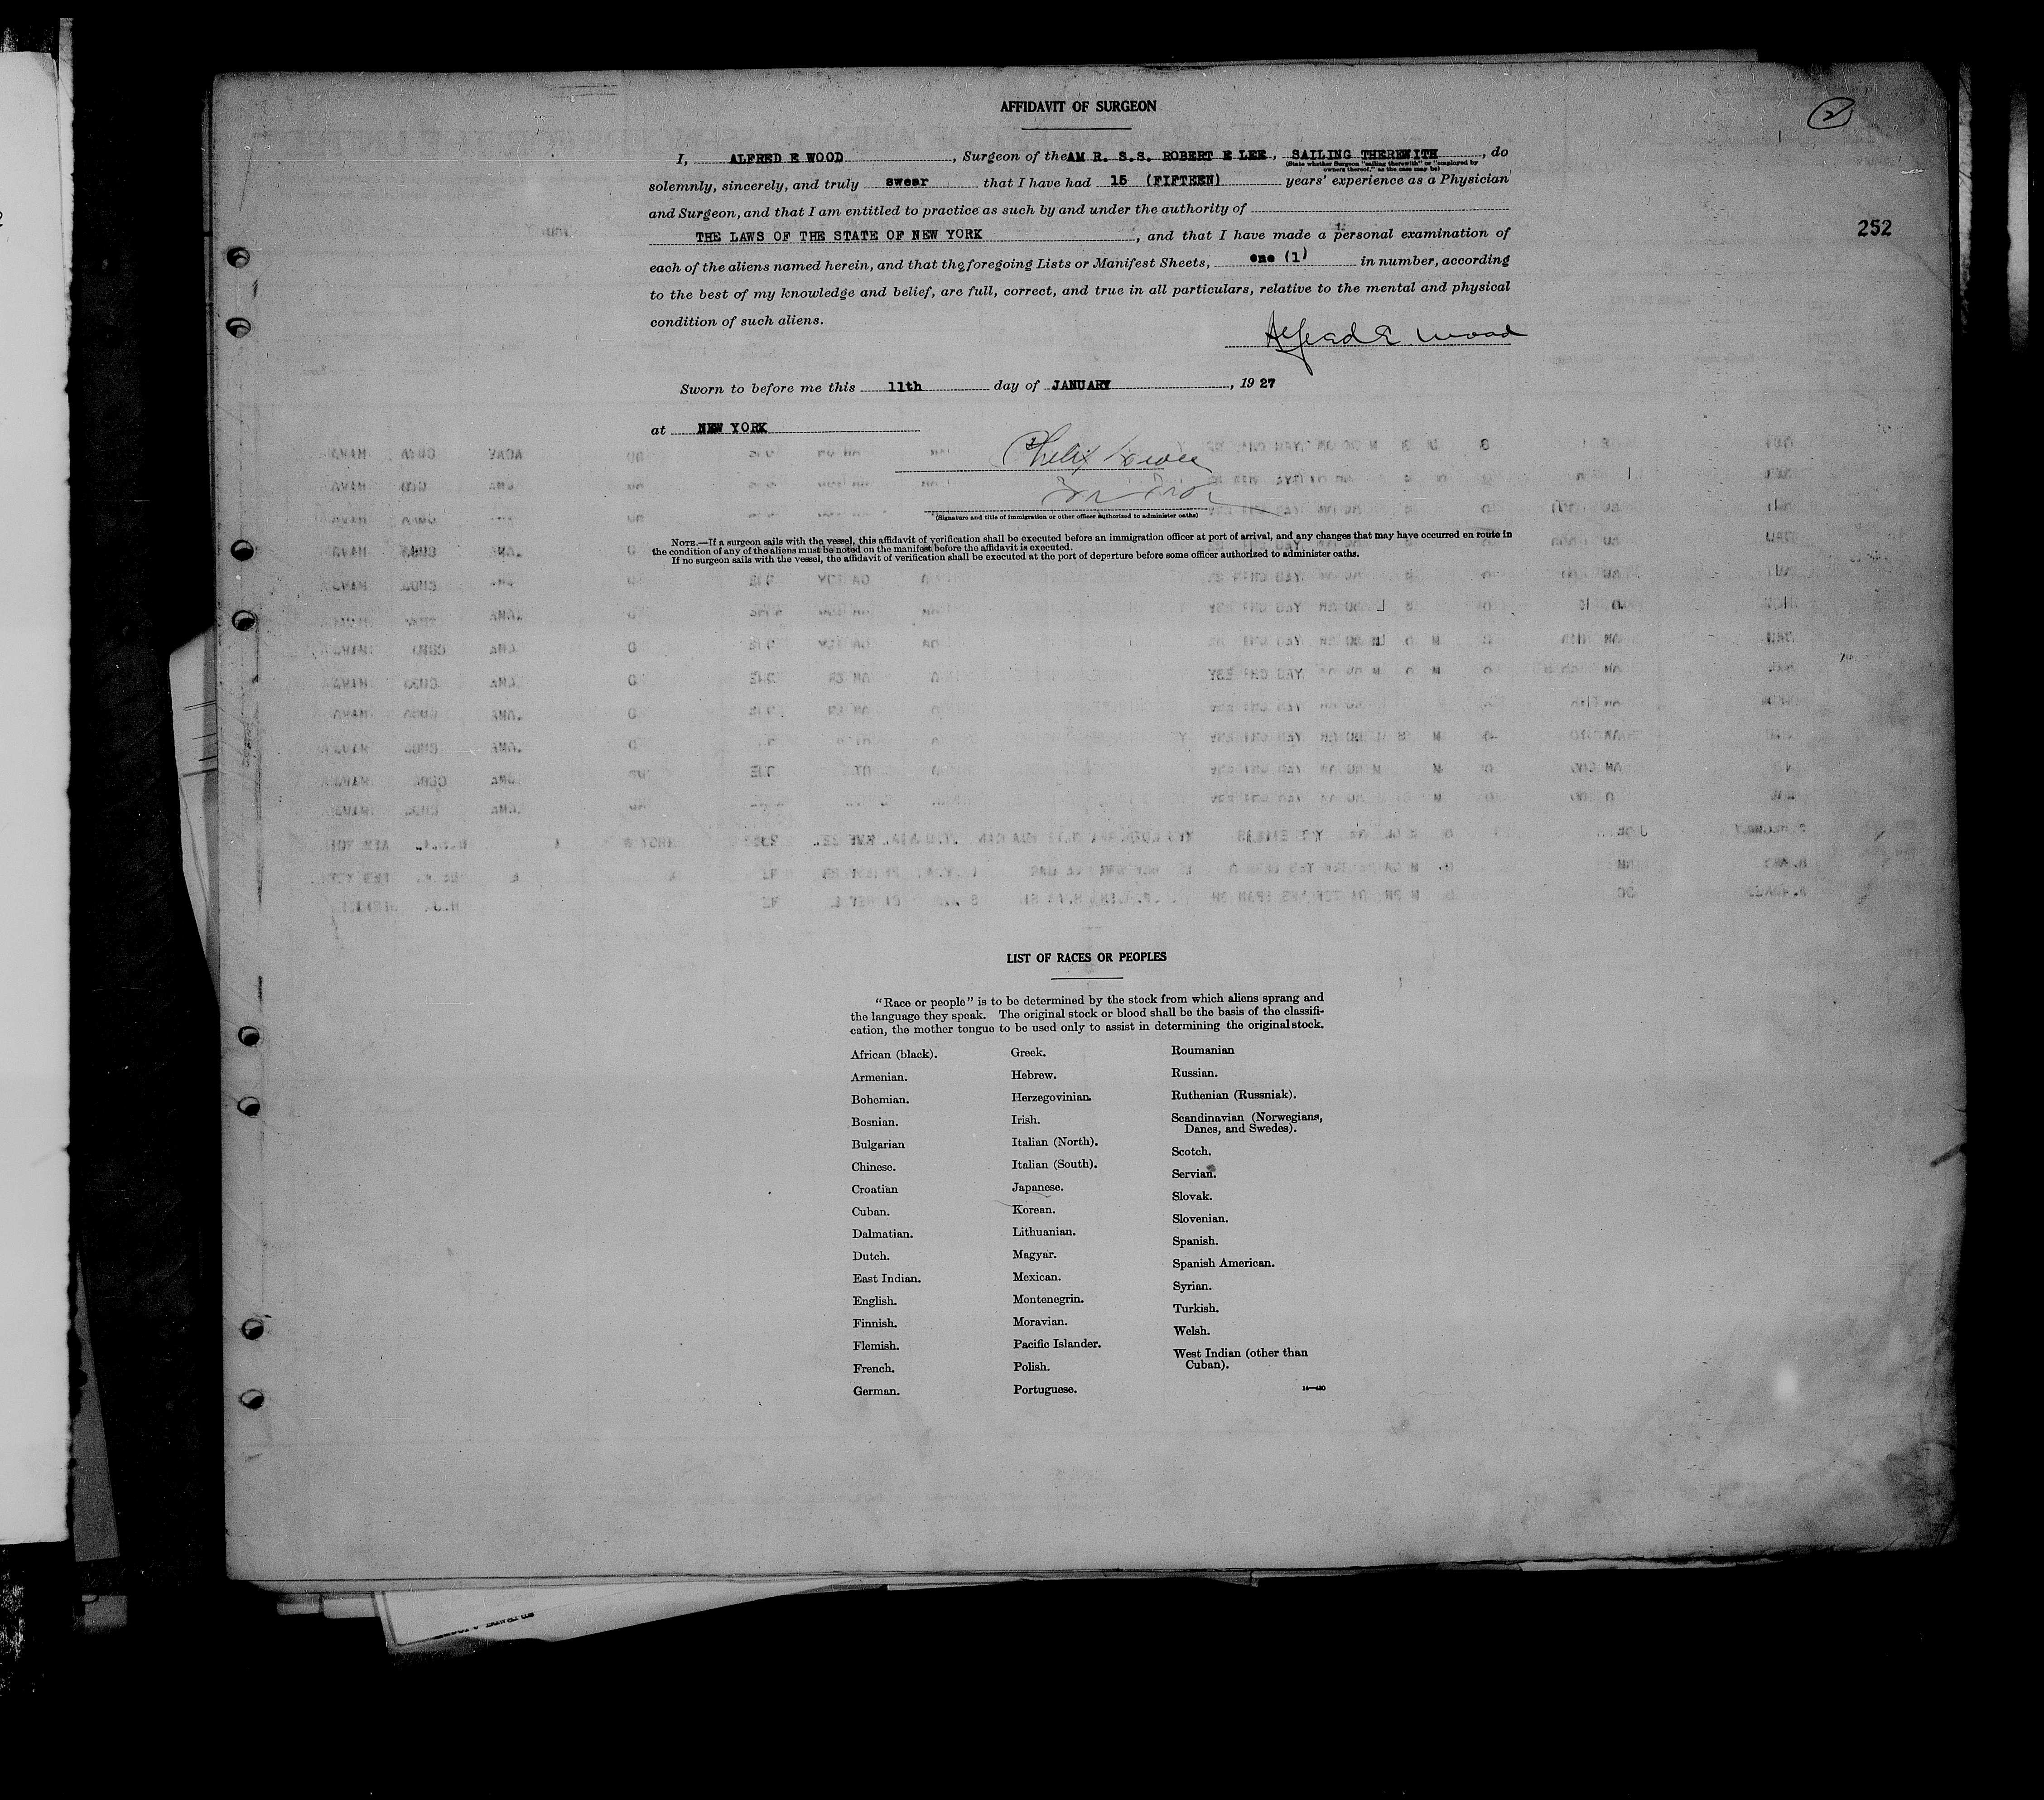 AFFIDAVIT OF SURGEON
2
I, ALFRED E WOOD, Surgeon of the AM R. S.S. ROBERT E LEE, SAILING THEREWITH, do
(State whether Surgeon "sailing therewith" or "employed by
owners thereof," as the case may be)
solemnly, sincerely, and truly swear that I have had 15 (FIFTEEN) years' experience as a Physician
and Surgeon, and that I am entitled to practice as such by and under the authority of
THE LAWS OF THE STATE OF NEW YORK, and that I have made a personal examination of
252
each of the aliens named herein, and that the foregoing Lists or Manifest Sheets, one (1) in number, according
to the best of my knowledge and belief, are full, correct, and true in all particulars, relative to the mental and physical
condition of such aliens.
Alfred E Wood
Sworn to before me this 11th day of JANUARY, 1927
at NEW YORK
(Signature and title of immigration or other officer authorized to administer oaths)
NOTE.—If a surgeon sails with the vessel, this affidavit of verification shall be executed before an immigration officer at port of arrival, and any changes that may have occurred en route in
the condition of any of the aliens must be noted on the manifest before the affidavit is executed.
If no surgeon sails with the vessel, the affidavit of verification shall be executed at the port of departure before some officer authorized to administer oaths.
LIST OF RACES OR PEOPLES
"Race or people" is to be determined by the stock from which aliens sprang and
the language they speak. The original stock or blood shall be the basis of the classifi-
cation, the mother tongue to be used only to assist in determining the original stock.
African (black).
Armenian.
Bohemian.
Bosnian.
Bulgarian
Chinese.
Croatian
Cuban.
Dalmatian.
Dutch.
East Indian.
English.
Finnish.
Flemish.
French.
German.
Greek.
Hebrew.
Herzegovinian.
Irish.
Italian (North).
Italian (South).
Japanese.
Korean.
Lithuanian.
Magyar.
Mexican.
Montenegrin.
Moravian.
Pacific Islander.
Polish.
Portuguese.
Roumanian
Russian.
Ruthenian (Russniak).
Scandinavian (Norwegians,
Danes, and Swedes).
Scotch.
Servian.
Slovak.
Slovenian.
Spanish.
Spanish American.
Syrian.
Turkish.
Welsh.
West Indian (other than
Cuban).